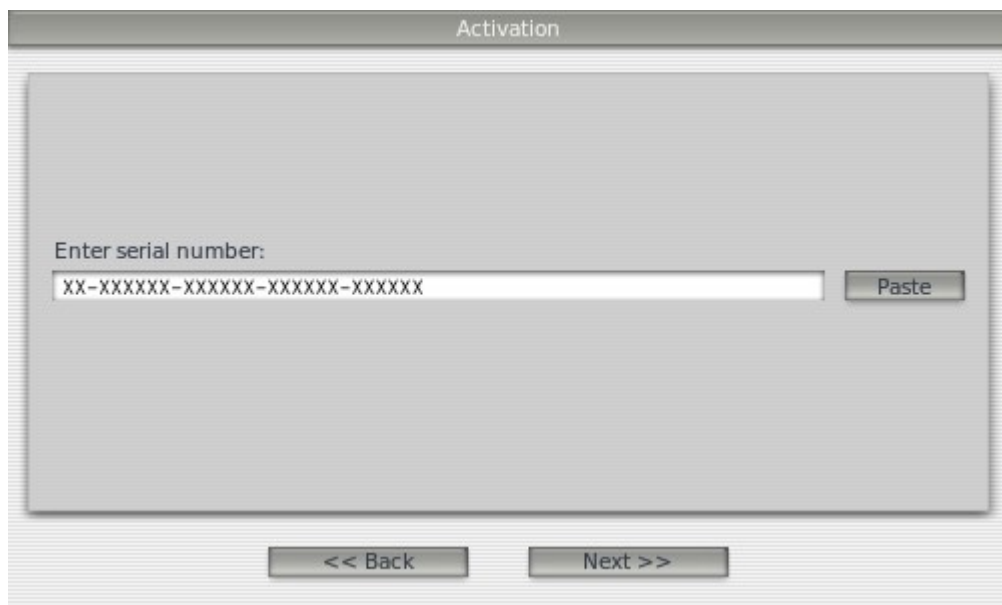 Activation
Enter serial number:
XX-XXXXXX-XXXXXX-XXXXXX-XXXXXX
Paste
<< Back
Next >>